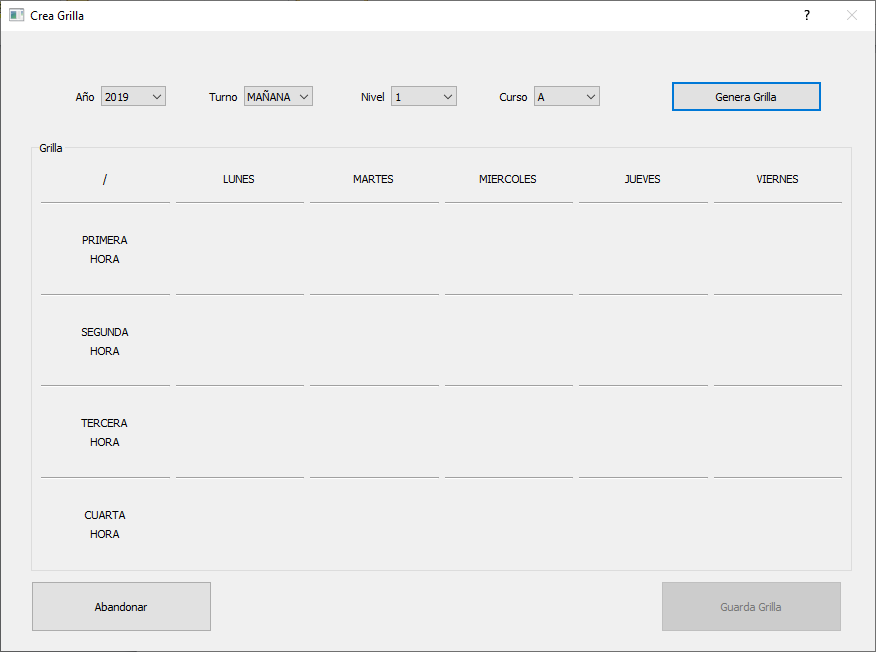 Crea Grilla ?
Año 2019 Turno MAÑANA Nivel 1 Curso A Genera Grilla
Grilla
/ LUNES MARTES MIERCOLES JUEVES VIERNES
PRIMERA
HORA
SEGUNDA
HORA
TERCERA
HORA
CUARTA
HORA
Abandonar Guarda Grilla